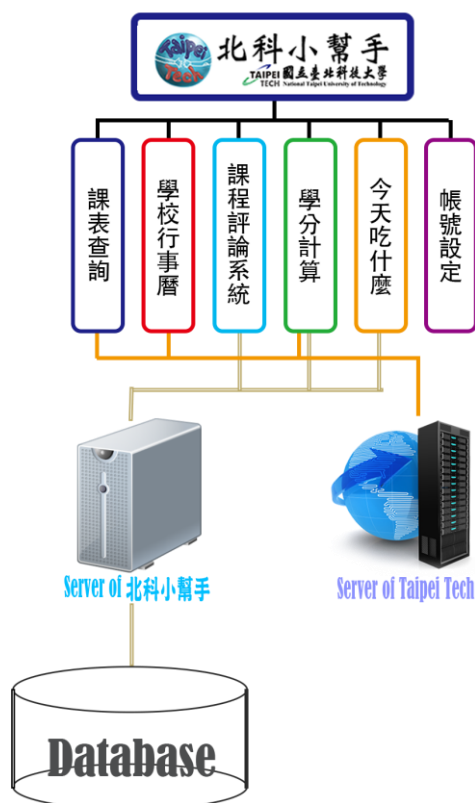 Taipei
Tech
北科小幫手
TAIPEI
TECH
國立臺北科技大學
National Taipei University of Technology
課表查詢
學校行事曆
課程評論系統
學分計算
今天吃什麼
帳號設定
Server of 北科小幫手
Server of Taipei Tech
Database